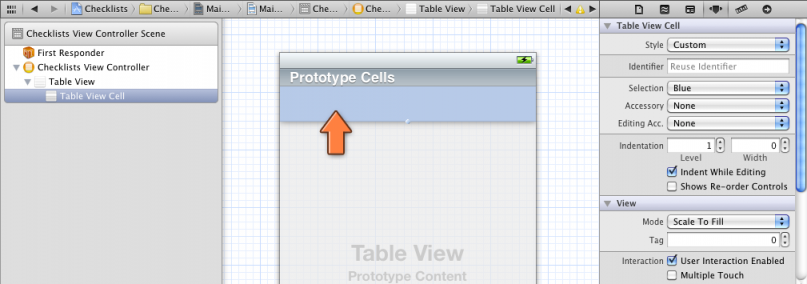 Checklists Che... Mai... Mai... Che... Che... Table View Table View Cell
Checklists View Controller Scene
First Responder
Checklists View Controller
Table View
Table View Cell
Prototype Cells
Table View
Prototype Content
Table View Cell
Style Custom
Identifier Reuse Identifier
Selection Blue
Accessory None
Editing Acc. None
Indentation 1 0
Level Width
Indent While Editing
Shows Re-order Controls
View
Mode Scale To Fill
Tag 0
Interaction User Interaction Enabled
Multiple Touch